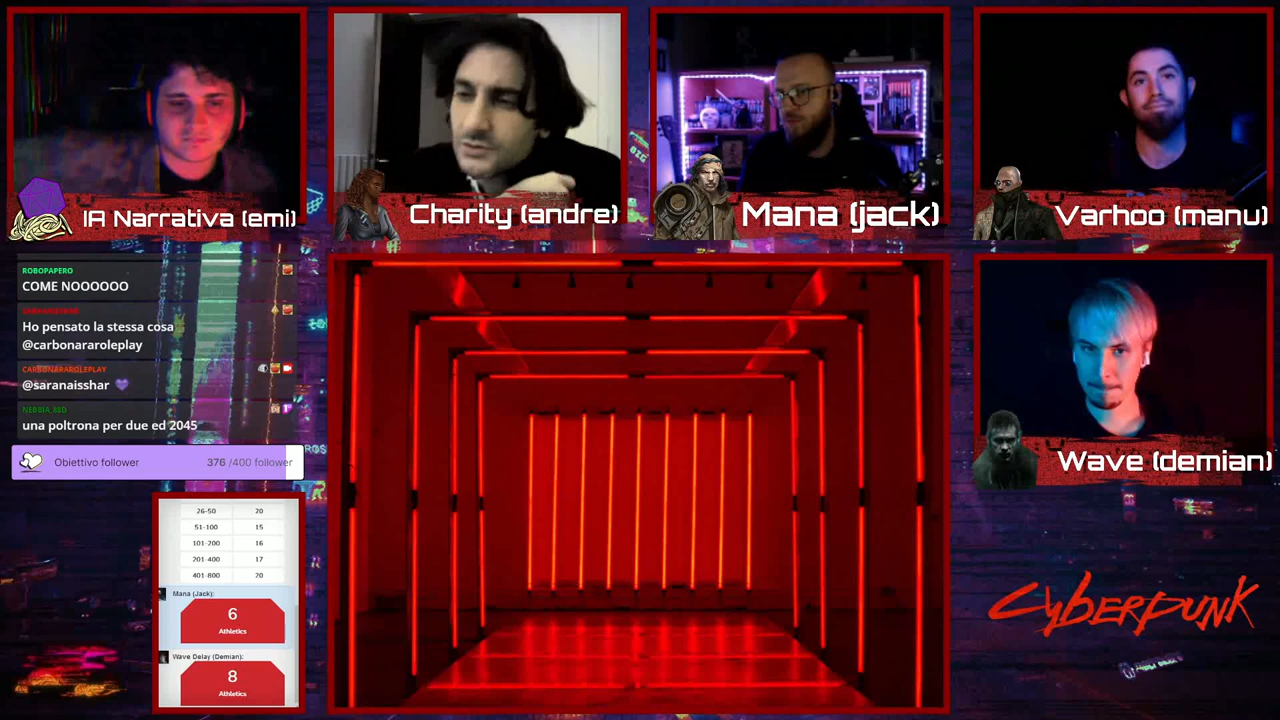 IA Narrativa (emi)
Charity (andre)
Mana (jack)
Varhoo (manu)
ROBOPAPERO
COME NOOOOOO
Ho pensato la stessa cosa
@carbonararoleplay
CARBONARAROLEPLAY
@saranaisshar
NEBBIA_88D
una poltrona per due ed 2045
Obiettivo follower 376 /400 follower
Wave (demian)
26-50 20
51-100 15
101-200 16
201-400 17
401-800 20
Mana (Jack):
6
Athletics
Wave Delay (Demian):
8
Athletics
CYBERPUNK